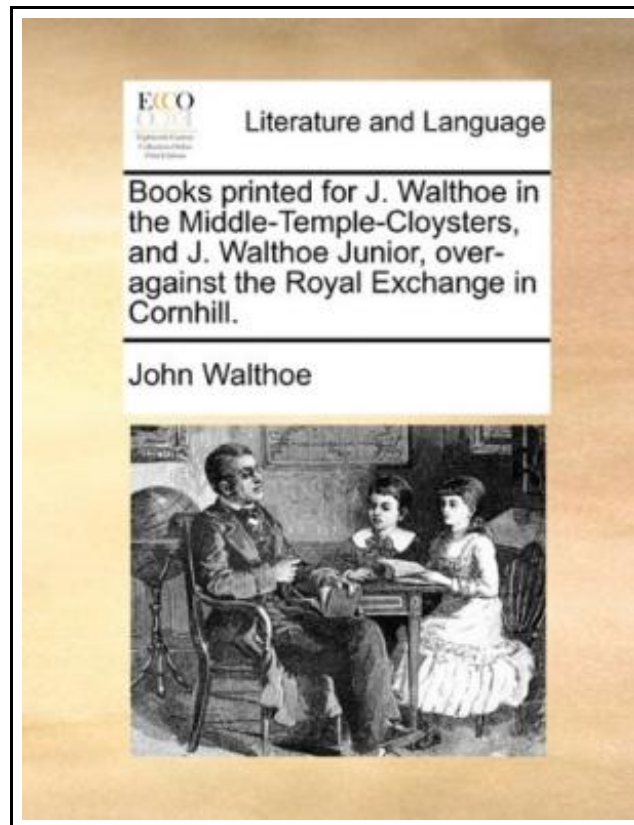 ECCO
Literature and Language
Books printed for J. Walthoe in
the Middle-Temple-Cloysters,
and J. Walthoe Junior, over-
against the Royal Exchange in
Cornhill.
John Walthoe